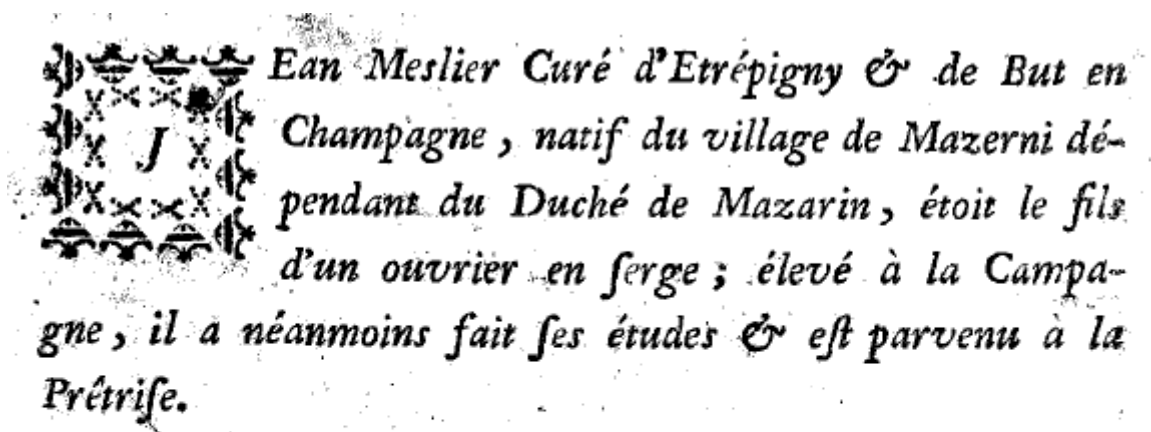 JEan Meslier Curé d'Etrépigny & de But en
Champagne, natif du village de Mazerni dé-
pendant du Duché de Mazarin, étoit le fils
d'un ouvrier en ſerge; élevé à la Campa-
gne, il a néanmoins fait ſes études & eſt parvenu à la
Prêtriſe.